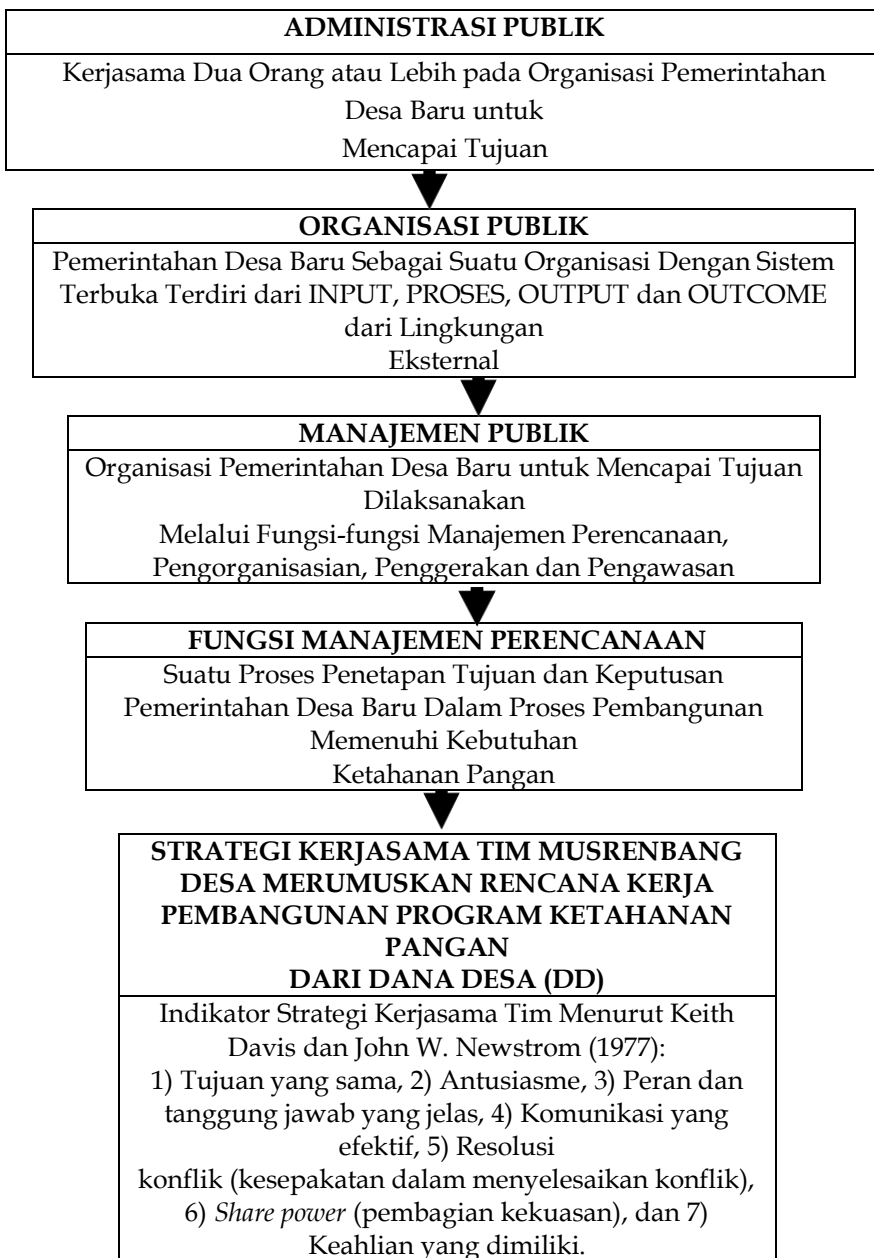 ADMINISTRASI PUBLIK
Kerjasama Dua Orang atau Lebih pada Organisasi Pemerintahan
Desa Baru untuk
Mencapai Tujuan
ORGANISASI PUBLIK
Pemerintahan Desa Baru Sebagai Suatu Organisasi Dengan Sistem
Terbuka Terdiri dari INPUT, PROSES, OUTPUT dan OUTCOME
dari Lingkungan
Eksternal
MANAJEMEN PUBLIK
Organisasi Pemerintahan Desa Baru untuk Mencapai Tujuan
Dilaksanakan
Melalui Fungsi-fungsi Manajemen Perencanaan,
Pengorganisasian, Penggerakan dan Pengawasan
FUNGSI MANAJEMEN PERENCANAAN
Suatu Proses Penetapan Tujuan dan Keputusan
Pemerintahan Desa Baru Dalam Proses Pembangunan
Memenuhi Kebutuhan
Ketahanan Pangan
STRATEGI KERJASAMA TIM MUSRENBANG
DESA MERUMUSKAN RENCANA KERJA
PEMBANGUNAN PROGRAM KETAHANAN
PANGAN
DARI DANA DESA (DD)
Indikator Strategi Kerjasama Tim Menurut Keith
Davis dan John W. Newstrom (1977):
1) Tujuan yang sama, 2) Antusiasme, 3) Peran dan
tanggung jawab yang jelas, 4) Komunikasi yang
efektif, 5) Resolusi
konflik (kesepakatan dalam menyelesaikan konflik),
6) Share power (pembagian kekuasan), dan 7)
Keahlian yang dimiliki.